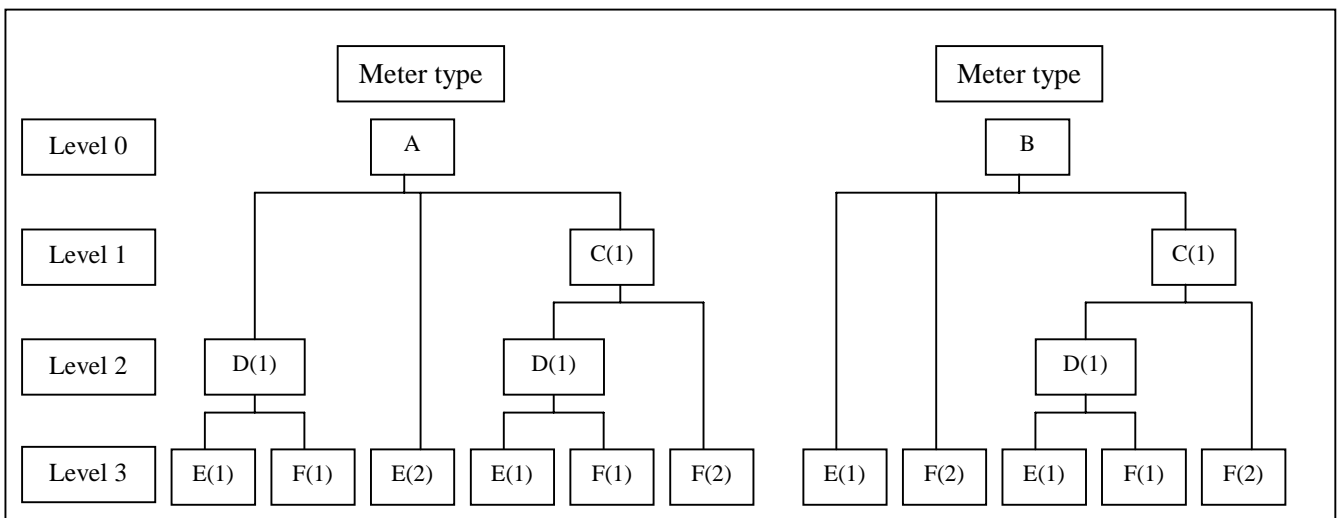 Meter type Meter type
Level 0 A B
Level 1 C(1) C(1)
Level 2 D(1) D(1) D(1)
Level 3 E(1) F(1) E(2) E(1) F(1) F(2) E(1) F(2) E(1) F(1) F(2)